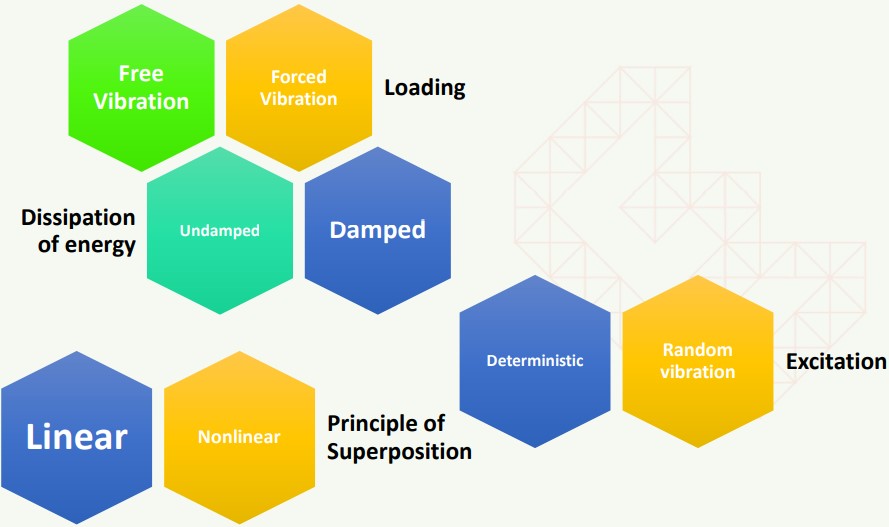 Free
Vibration
Forced
Vibration
Loading
Dissipation
of energy
Undamped
Damped
Deterministic
Random
vibration
Excitation
Linear
Nonlinear
Principle of
Superposition